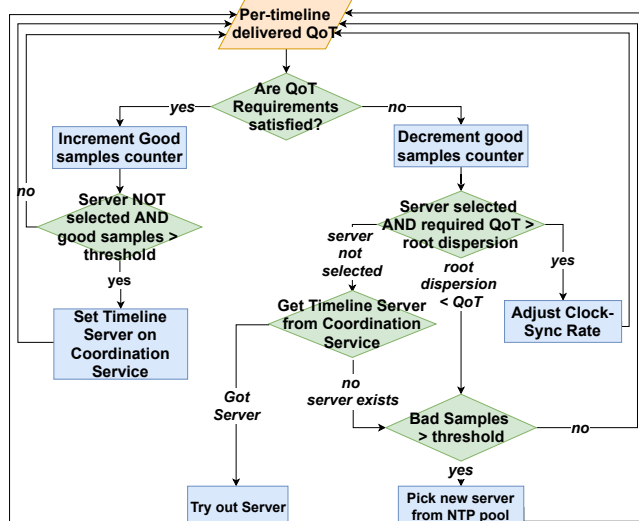 Per-timeline
delivered QoT
Are QoT
Requirements
satisfied?
yes
no
Increment Good
samples counter
Decrement good
samples counter
no
Server NOT
selected AND
good samples >
threshold
Server selected
AND required QoT >
root dispersion
server
not
selected
root
dispersion
< QoT
yes
yes
Set Timeline
Server on
Coordination
Service
Get Timeline Server
from Coordination
Service
Adjust Clock-
Sync Rate
Got
Server
no
server exists
Bad Samples
> threshold
no
yes
Try out Server
Pick new server
from NTP pool